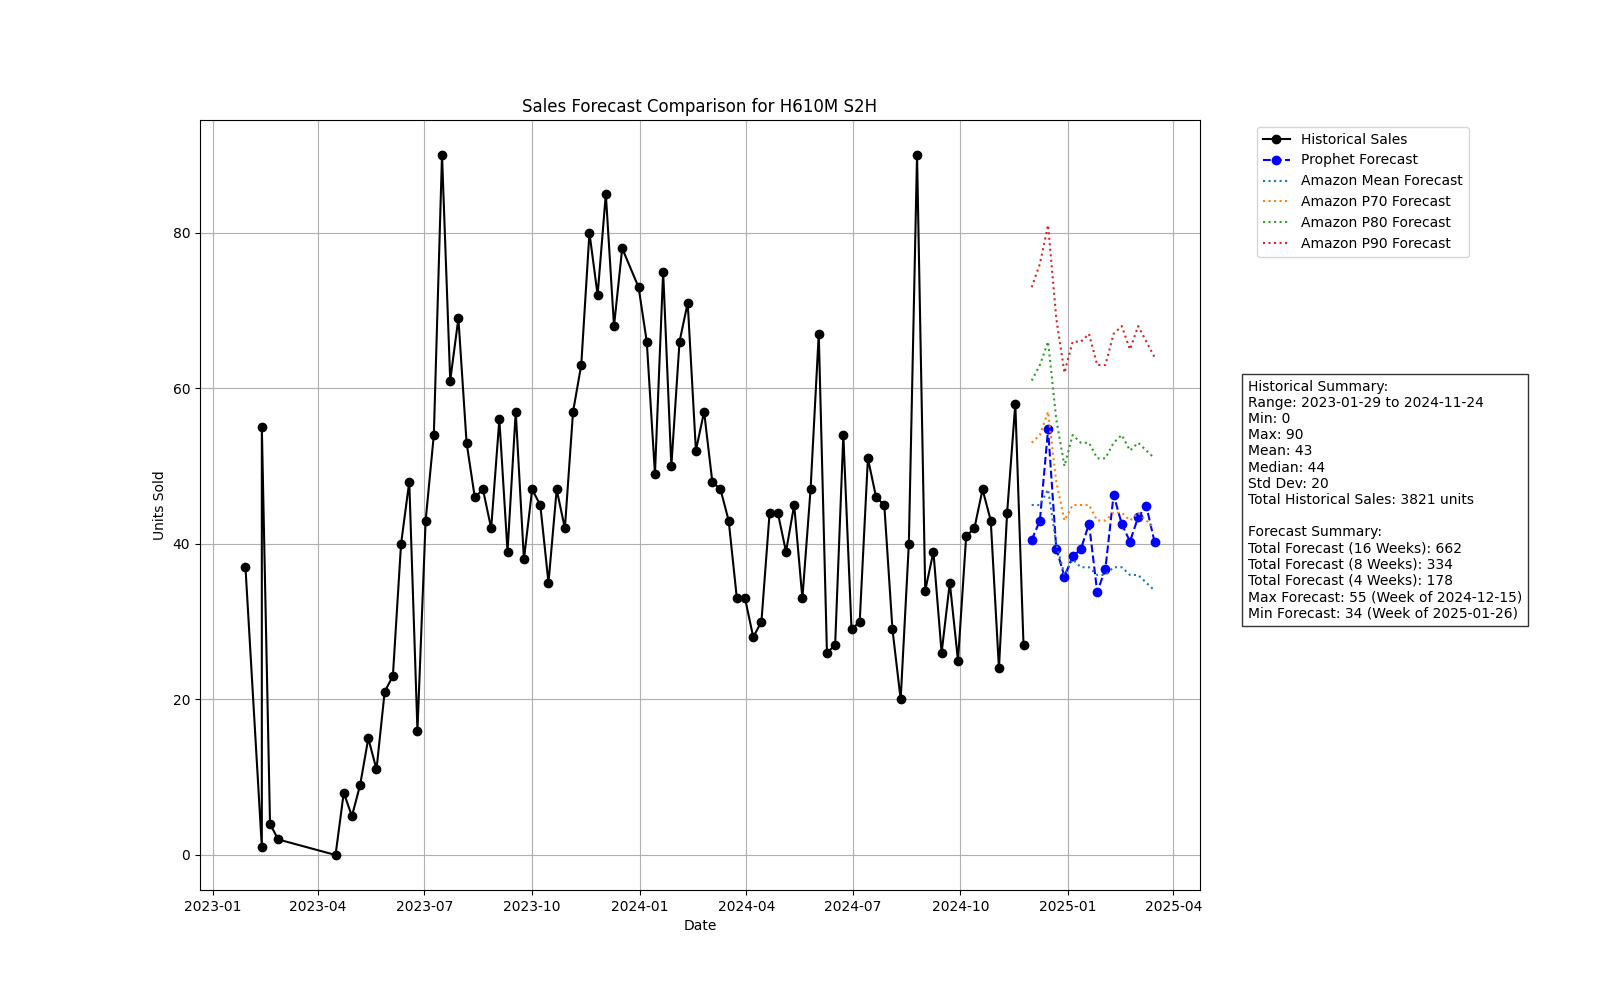 Sales Forecast Comparison for H610M S2H
Units Sold
80
60
40
20
0
2023-01
2023-04
2023-07
2023-10
2024-01
2024-04
2024-07
2024-10
2025-01
2025-04
Date
Historical Sales
Prophet Forecast
Amazon Mean Forecast
Amazon P70 Forecast
Amazon P80 Forecast
Amazon P90 Forecast
Historical Summary:
Range: 2023-01-29 to 2024-11-24
Min: 0
Max: 90
Mean: 43
Median: 44
Std Dev: 20
Total Historical Sales: 3821 units
Forecast Summary:
Total Forecast (16 Weeks): 662
Total Forecast (8 Weeks): 334
Total Forecast (4 Weeks): 178
Max Forecast: 55 (Week of 2024-12-15)
Min Forecast: 34 (Week of 2025-01-26)